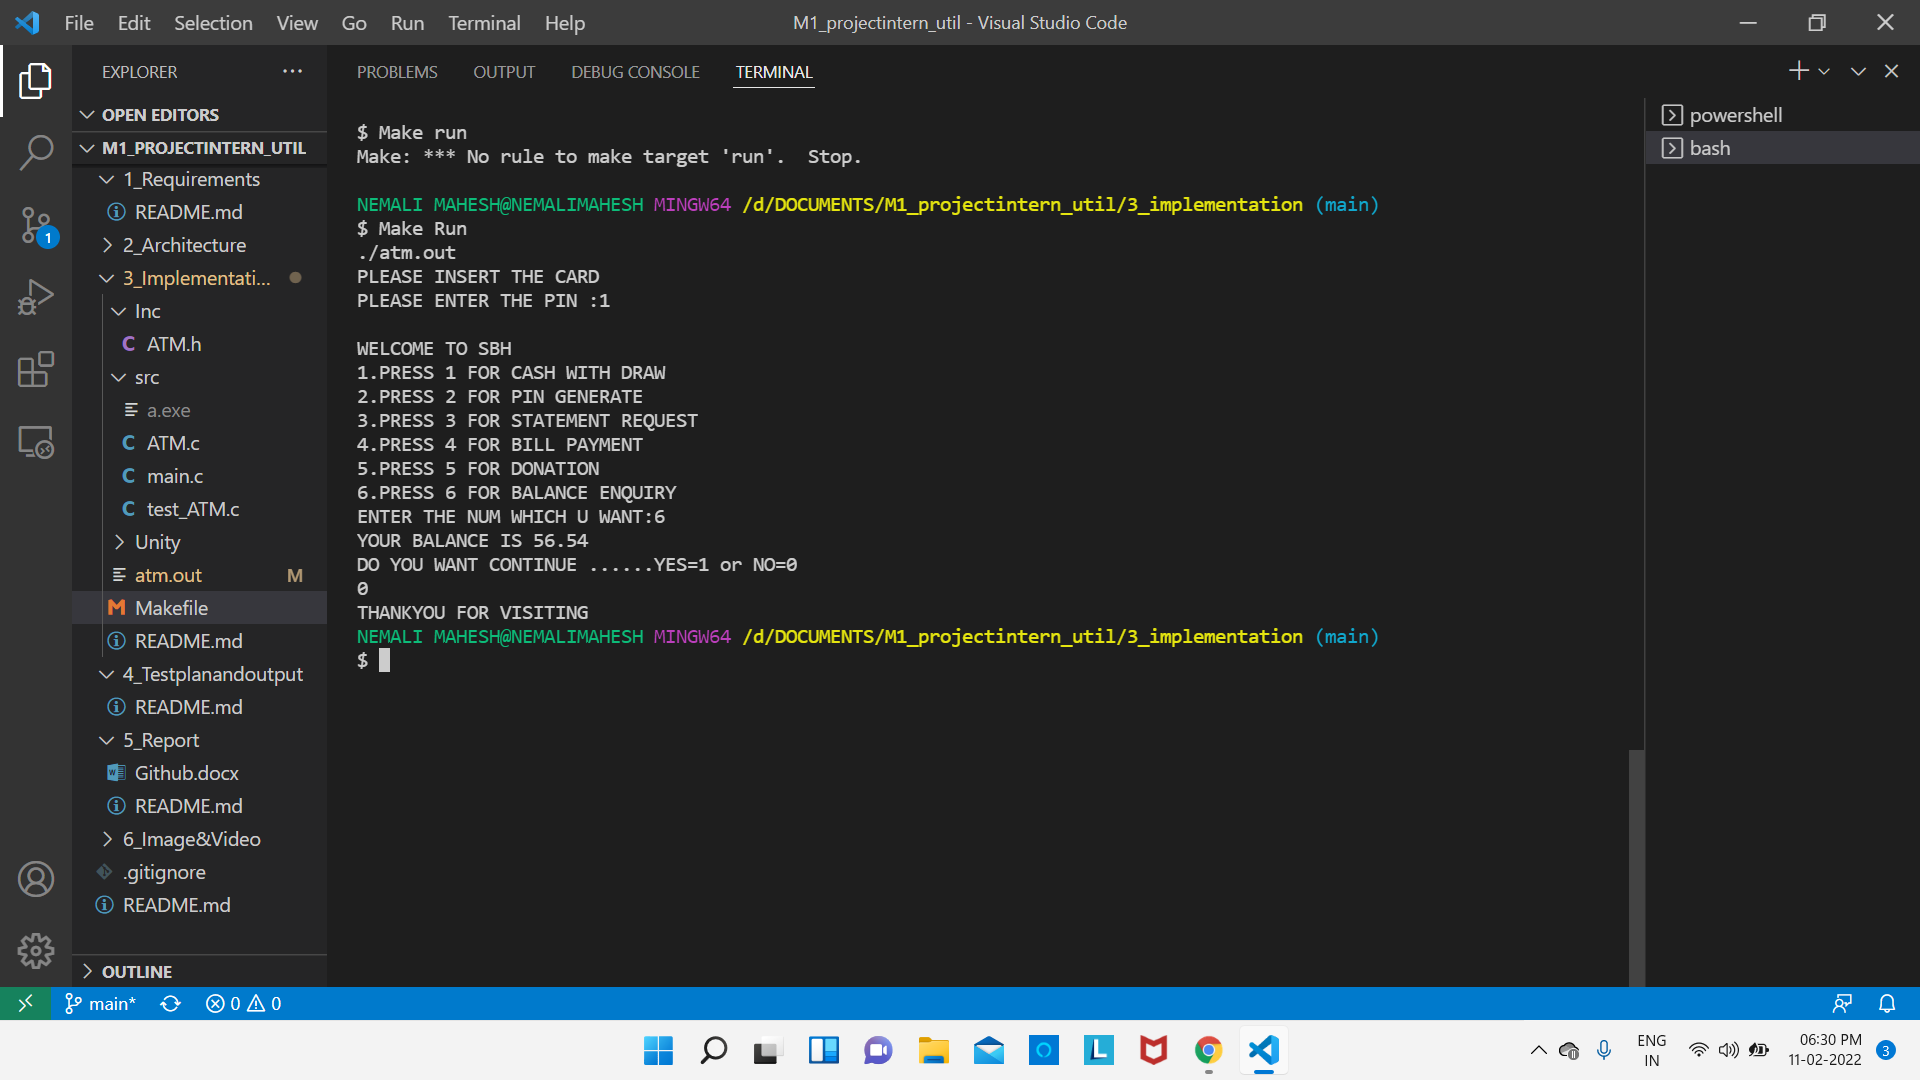 File Edit Selection View Go Run Terminal Help
M1_projectintern_util - Visual Studio Code
EXPLORER
OPEN EDITORS
M1_PROJECTINTERN_UTIL
1_Requirements
README.md
2_Architecture
3_Implementati...
Inc
C ATM.h
src
a.exe
C ATM.c
C main.c
C test_ATM.c
Unity
atm.out M
Makefile
README.md
4_Testplanandoutput
README.md
5_Report
Github.docx
README.md
6_Image&Video
.gitignore
README.md
OUTLINE
1
PROBLEMS OUTPUT DEBUG CONSOLE TERMINAL
$ Make run
Make: *** No rule to make target 'run'.  Stop.
NEMALI MAHESH@NEMALIMAHESH MINGW64 /d/DOCUMENTS/M1_projectintern_util/3_implementation (main)
$ Make Run
./atm.out
PLEASE INSERT THE CARD
PLEASE ENTER THE PIN :1
WELCOME TO SBH
1.PRESS 1 FOR CASH WITH DRAW
2.PRESS 2 FOR PIN GENERATE
3.PRESS 3 FOR STATEMENT REQUEST
4.PRESS 4 FOR BILL PAYMENT
5.PRESS 5 FOR DONATION
6.PRESS 6 FOR BALANCE ENQUIRY
ENTER THE NUM WHICH U WANT:6
YOUR BALANCE IS 56.54
DO YOU WANT CONTINUE ......YES=1 or NO=0
0
THANKYOU FOR VISITING
NEMALI MAHESH@NEMALIMAHESH MINGW64 /d/DOCUMENTS/M1_projectintern_util/3_implementation (main)
$
powershell
bash
main* 0 0
ENG
IN
06:30 PM
11-02-2022
3